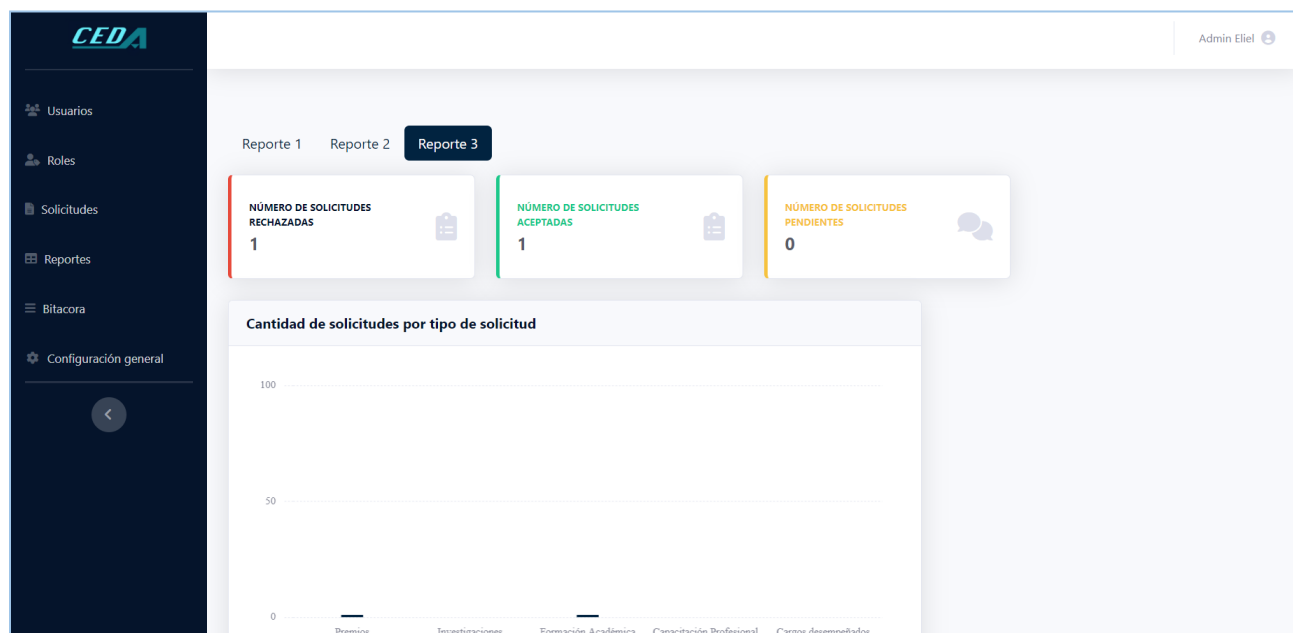 CEDA
Admin Eliel
Usuarios
Roles
Solicitudes
Reportes
Bitacora
Configuración general
Reporte 1
Reporte 2
Reporte 3
NÚMERO DE SOLICITUDES
RECHAZADAS
1
NÚMERO DE SOLICITUDES
ACEPTADAS
1
NÚMERO DE SOLICITUDES
PENDIENTES
0
Cantidad de solicitudes por tipo de solicitud
100
50
0
Premios
Investigaciones
Formación Académica
Capacitación Profesional
Cargos desempeñados